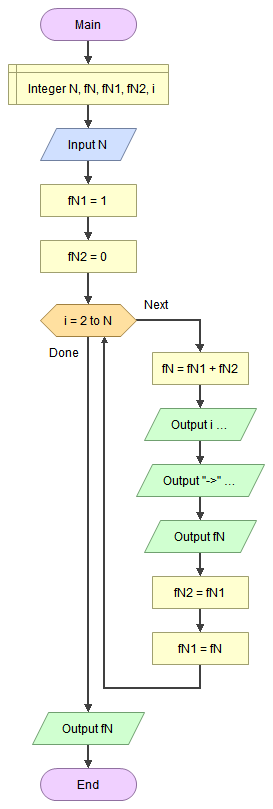 Main
Integer N, fN, fN1, fN2, i
Input N
fN1 = 1
fN2 = 0
i = 2 to N
Next
Done
fN = fN1 + fN2
Output i ...
Output "->" ...
Output fN
fN2 = fN1
fN1 = fN
Output fN
End